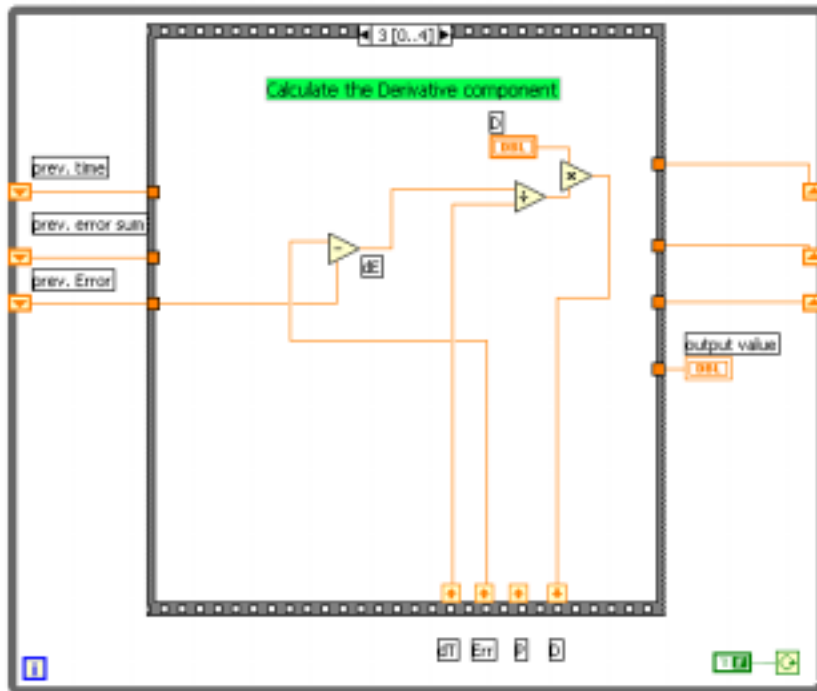 3 [0..4]
Calculate the Derivative component
D
DBL
prev. time
prev. error sum
dE
prev. Error
output value
DBL
dT Err P D
i
T F